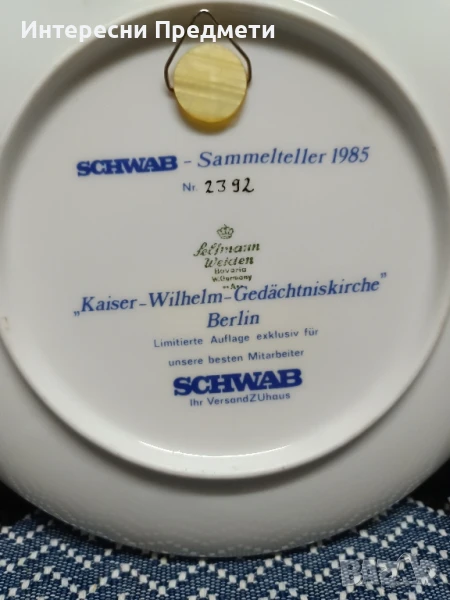 Интересни Предмети
SCHWAB - Sammelteller 1985
Nr. 2392
Seltmann
Weiden
Bavaria
W.Germany
„Kaiser-Wilhelm-Gedächtniskirche"
Berlin
Limitierte Auflage exklusiv für
unsere besten Mitarbeiter
SCHWAB
Ihr VersandZUhaus
Bazar